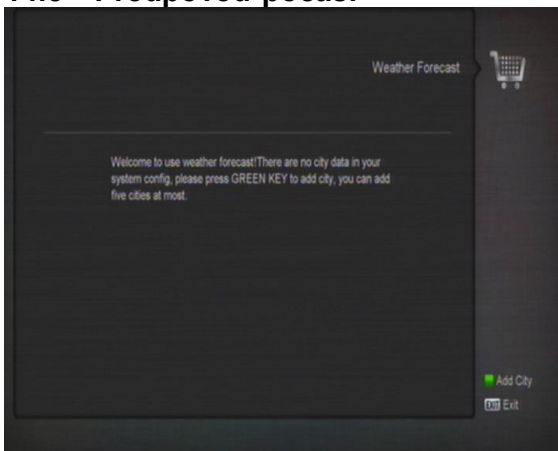 Weather Forecast
Welcome to use weather forecast!There are no city data in your
system config, please press GREEN KEY to add city, you can add
five cities at most.
Add City
EXIT Exit